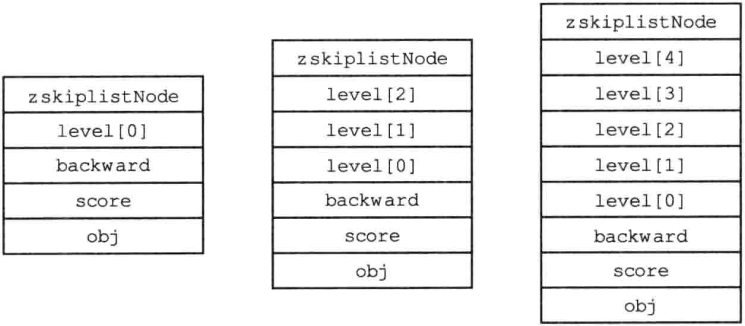 zskiplistNode
level[0]
backward
score
obj
zskiplistNode
level[2]
level[1]
level[0]
backward
score
obj
zskiplistNode
level[4]
level[3]
level[2]
level[1]
level[0]
backward
score
obj